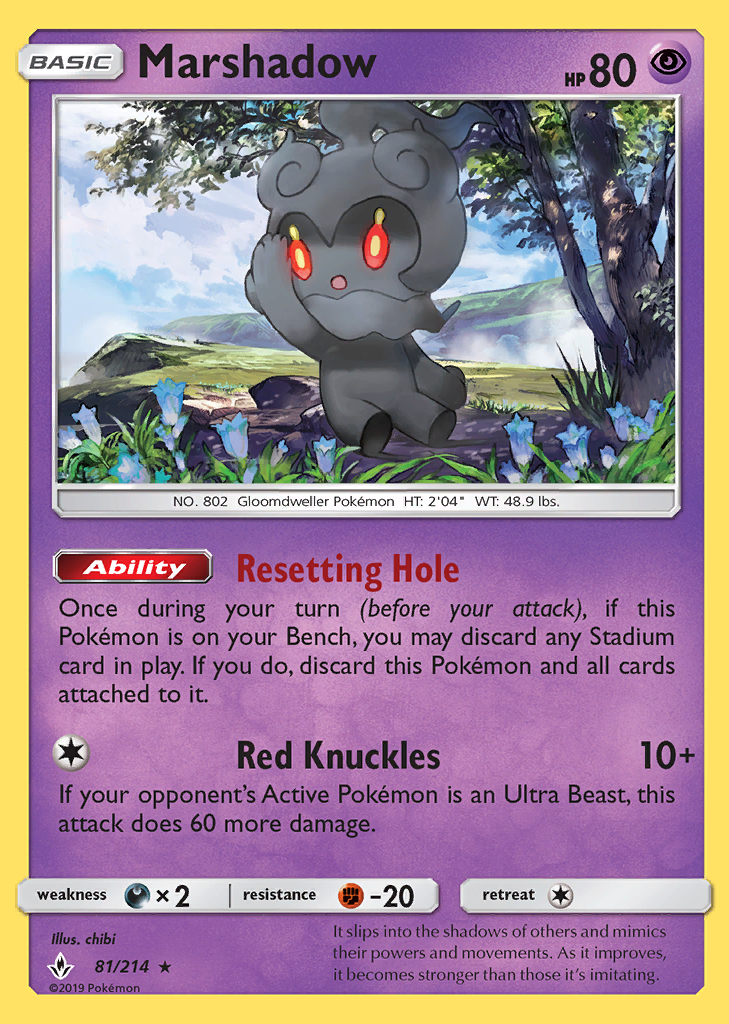 BASIC Marshadow HP 80
NO. 802 Gloomdweller Pokémon HT: 2'04" WT: 48.9 lbs.
Ability Resetting Hole
Once during your turn (before your attack), if this
Pokémon is on your Bench, you may discard any Stadium
card in play. If you do, discard this Pokémon and all cards
attached to it.
Red Knuckles 10+
If your opponent's Active Pokémon is an Ultra Beast, this
attack does 60 more damage.
weakness ×2 resistance -20 retreat
Illus. chibi
81/214
©2019 Pokémon
It slips into the shadows of others and mimics
their powers and movements. As it improves,
it becomes stronger than those it's imitating.